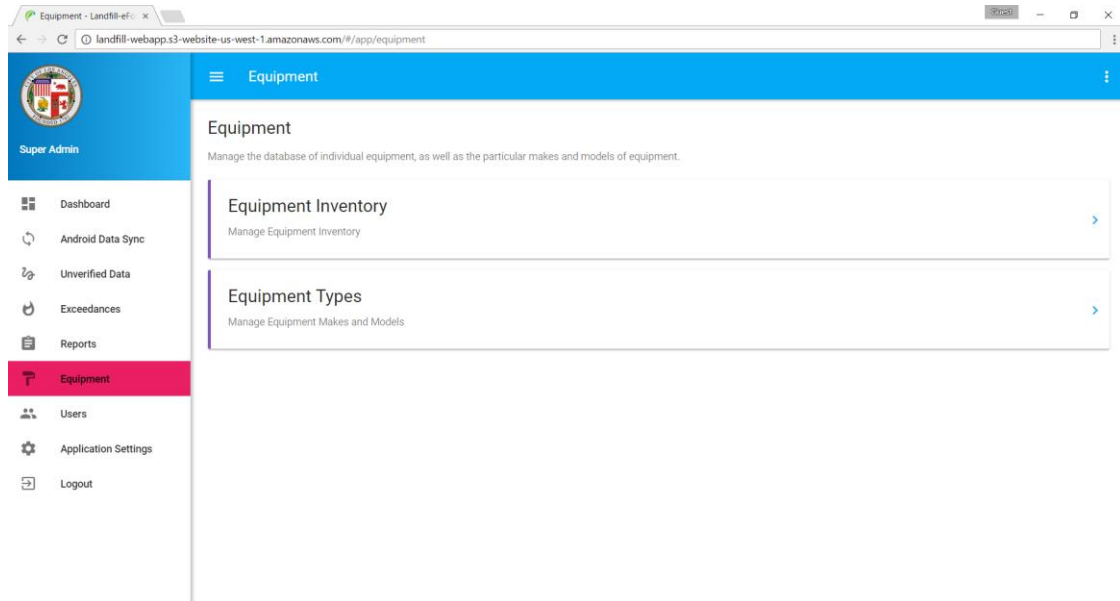 Equipment - Landfill-eFo
Guest
landfill-webapp.s3-website-us-west-1.amazonaws.com/#/app/equipment
Equipment
Super Admin
Dashboard
Android Data Sync
Unverified Data
Exceedances
Reports
Equipment
Users
Application Settings
Logout
Equipment
Manage the database of individual equipment, as well as the particular makes and models of equipment.
Equipment Inventory
Manage Equipment Inventory
Equipment Types
Manage Equipment Makes and Models